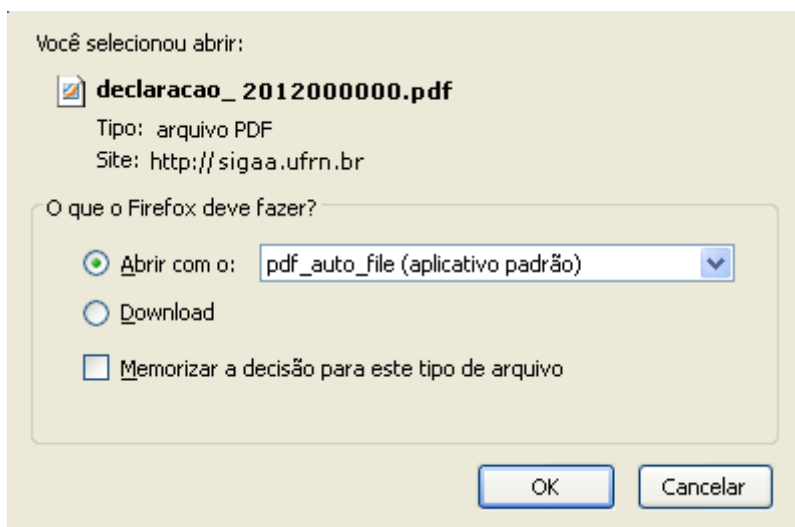 Você selecionou abrir:
declaracao_ 2012000000.pdf
Tipo: arquivo PDF
Site: http://sigaa.ufrn.br
O que o Firefox deve fazer?
Abrir com o: pdf_auto_file (aplicativo padrão)
Download
Memorizar a decisão para este tipo de arquivo
OK Cancelar